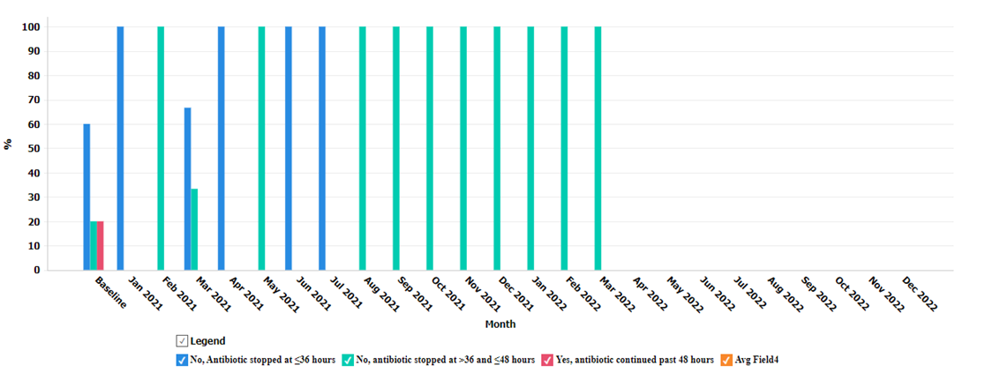 100
90
80
70
60
50
40
30
20
10
0
%
Baseline
Jan 2021
Feb 2021
Mar 2021
Apr 2021
May 2021
Jun 2021
Jul 2021
Aug 2021
Sep 2021
Oct 2021
Nov 2021
Dec 2021
Jan 2022
Feb 2022
Mar 2022
Apr 2022
May 2022
Jun 2022
Jul 2022
Aug 2022
Sep 2022
Oct 2022
Nov 2022
Dec 2022
Month
Legend
No, Antibiotic stopped at ≤36 hours No, antibiotic stopped at >36 and ≤48 hours Yes, antibiotic continued past 48 hours Avg Field4